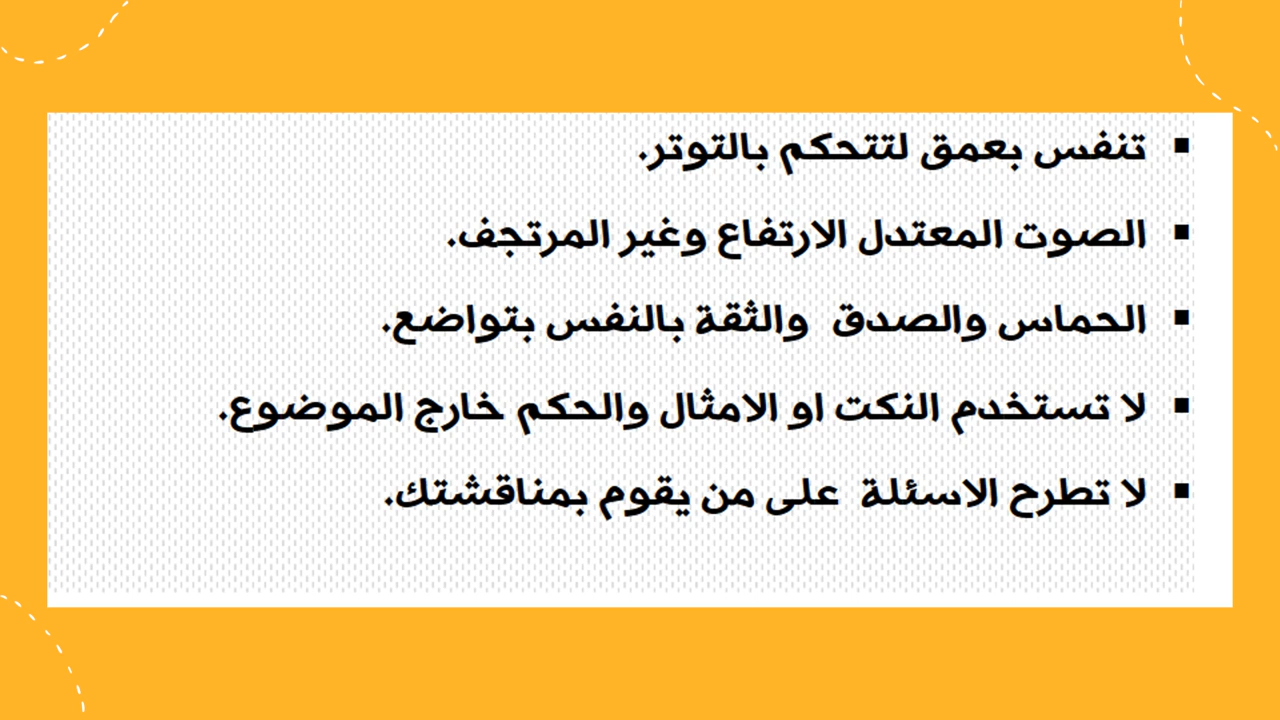 ▪ تنفس بعمق لتتحكم بالتوتر.
▪ الصوت المعتدل الارتفاع وغير المرتجف.
▪ الحماس والصدق والثقة بالنفس بتواضع.
▪ لا تستخدم النكت او الامثال والحكم خارج الموضوع.
▪ لا تطرح الاسئلة على من يقوم بمناقشتك.